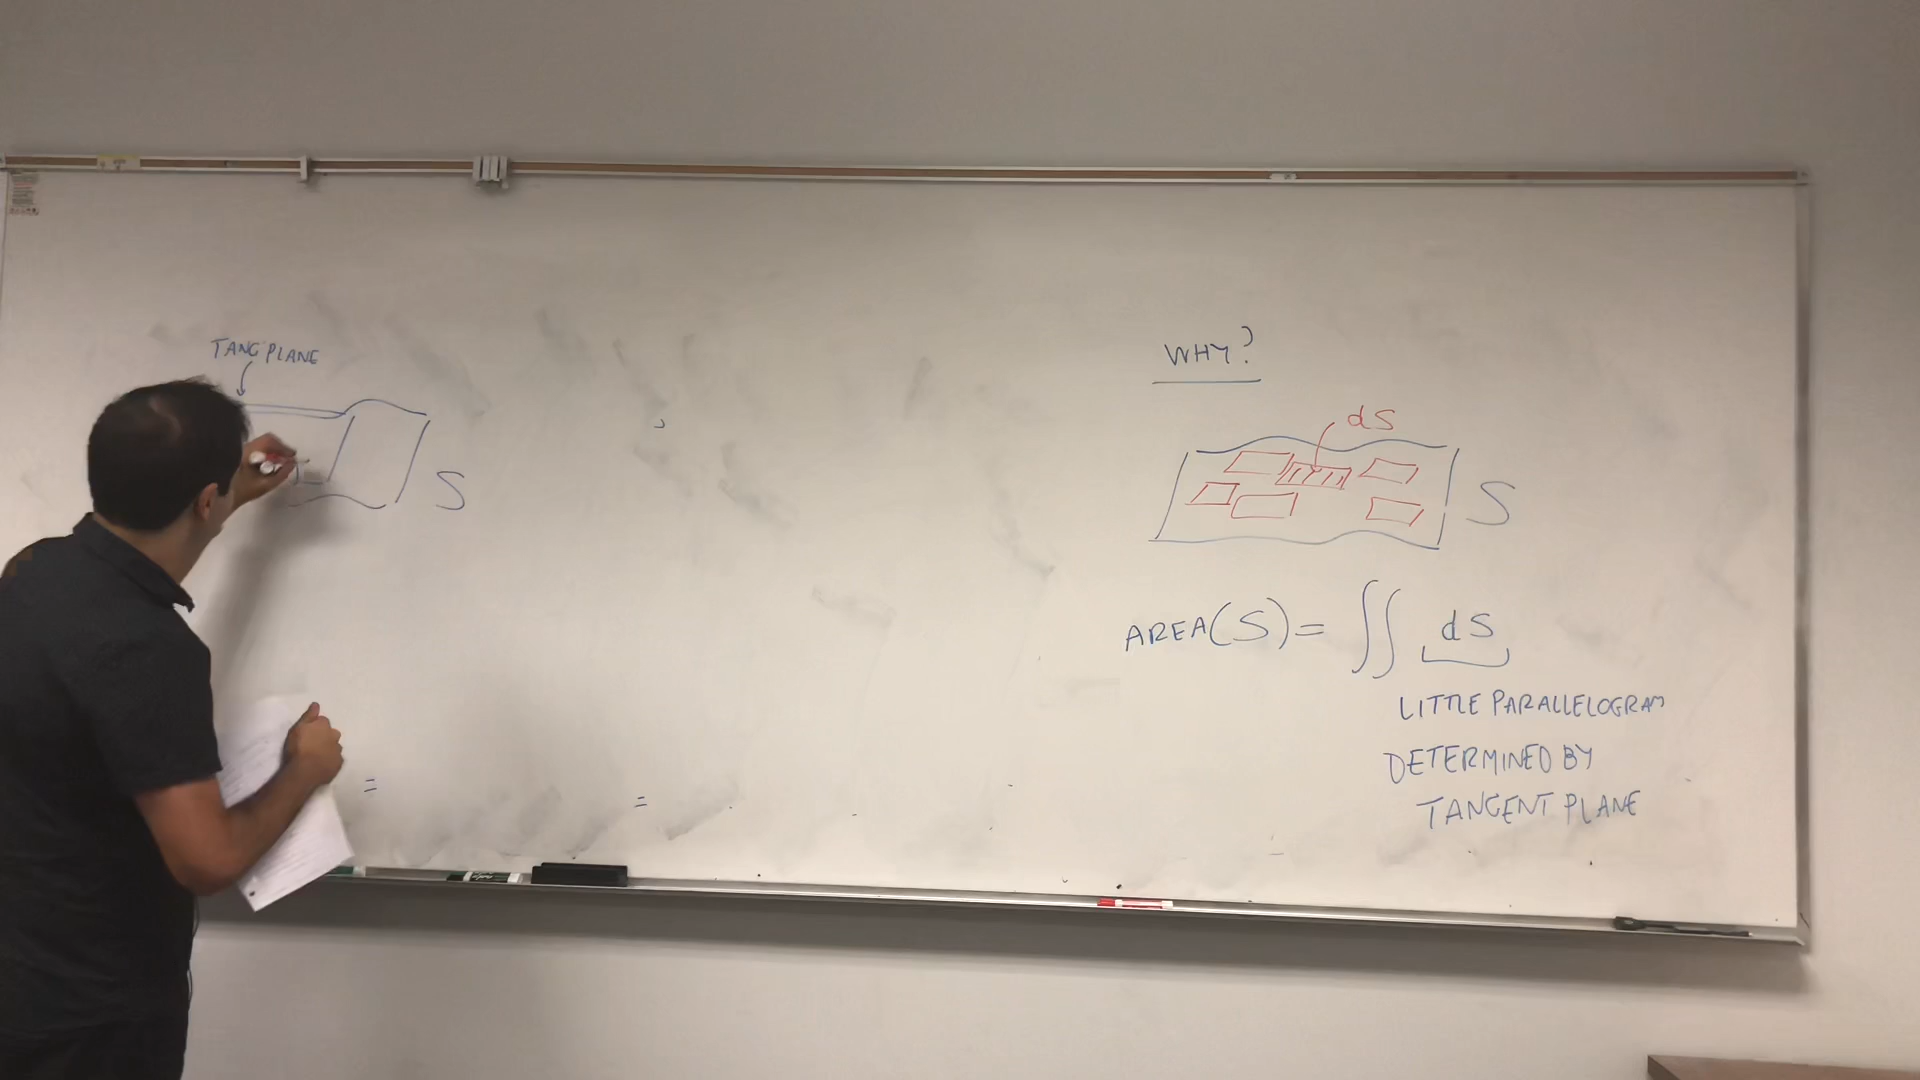 TANG PLANE
S
=
=
WHY?
dS
S
AREA(S) = ∬ dS
LITTLE PARALLELOGRAM
DETERMINED BY
TANGENT PLANE